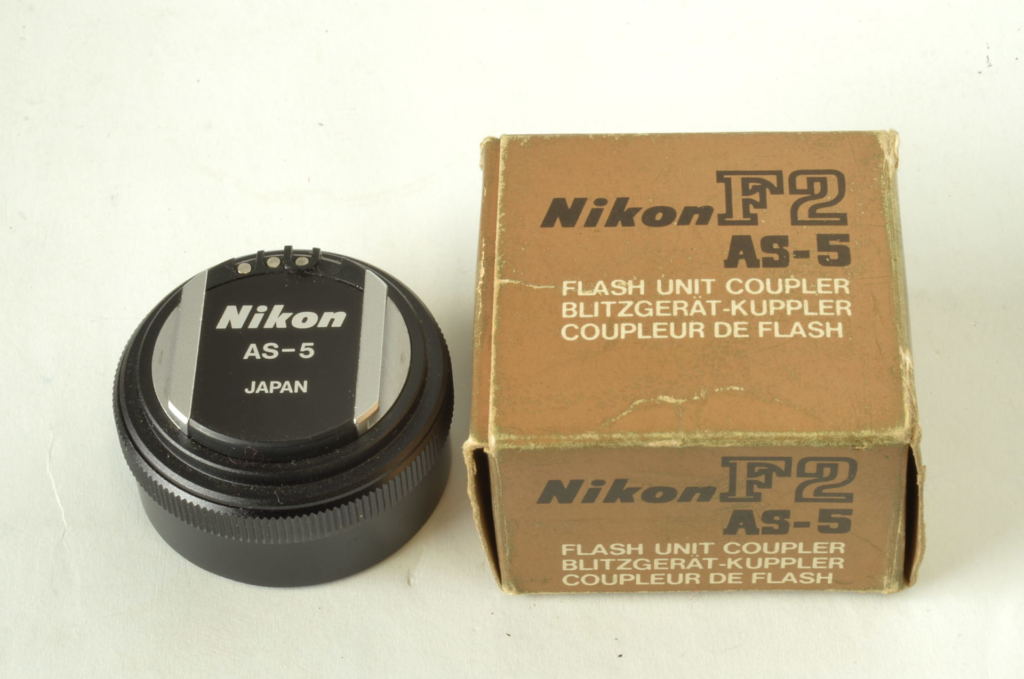 Nikon
AS-5
JAPAN
Nikon F2
AS-5
FLASH UNIT COUPLER
BLITZGERÄT-KUPPLER
COUPLEUR DE FLASH
Nikon F2
AS-5
FLASH UNIT COUPLER
BLITZGERÄT-KUPPLER
COUPLEUR DE FLASH